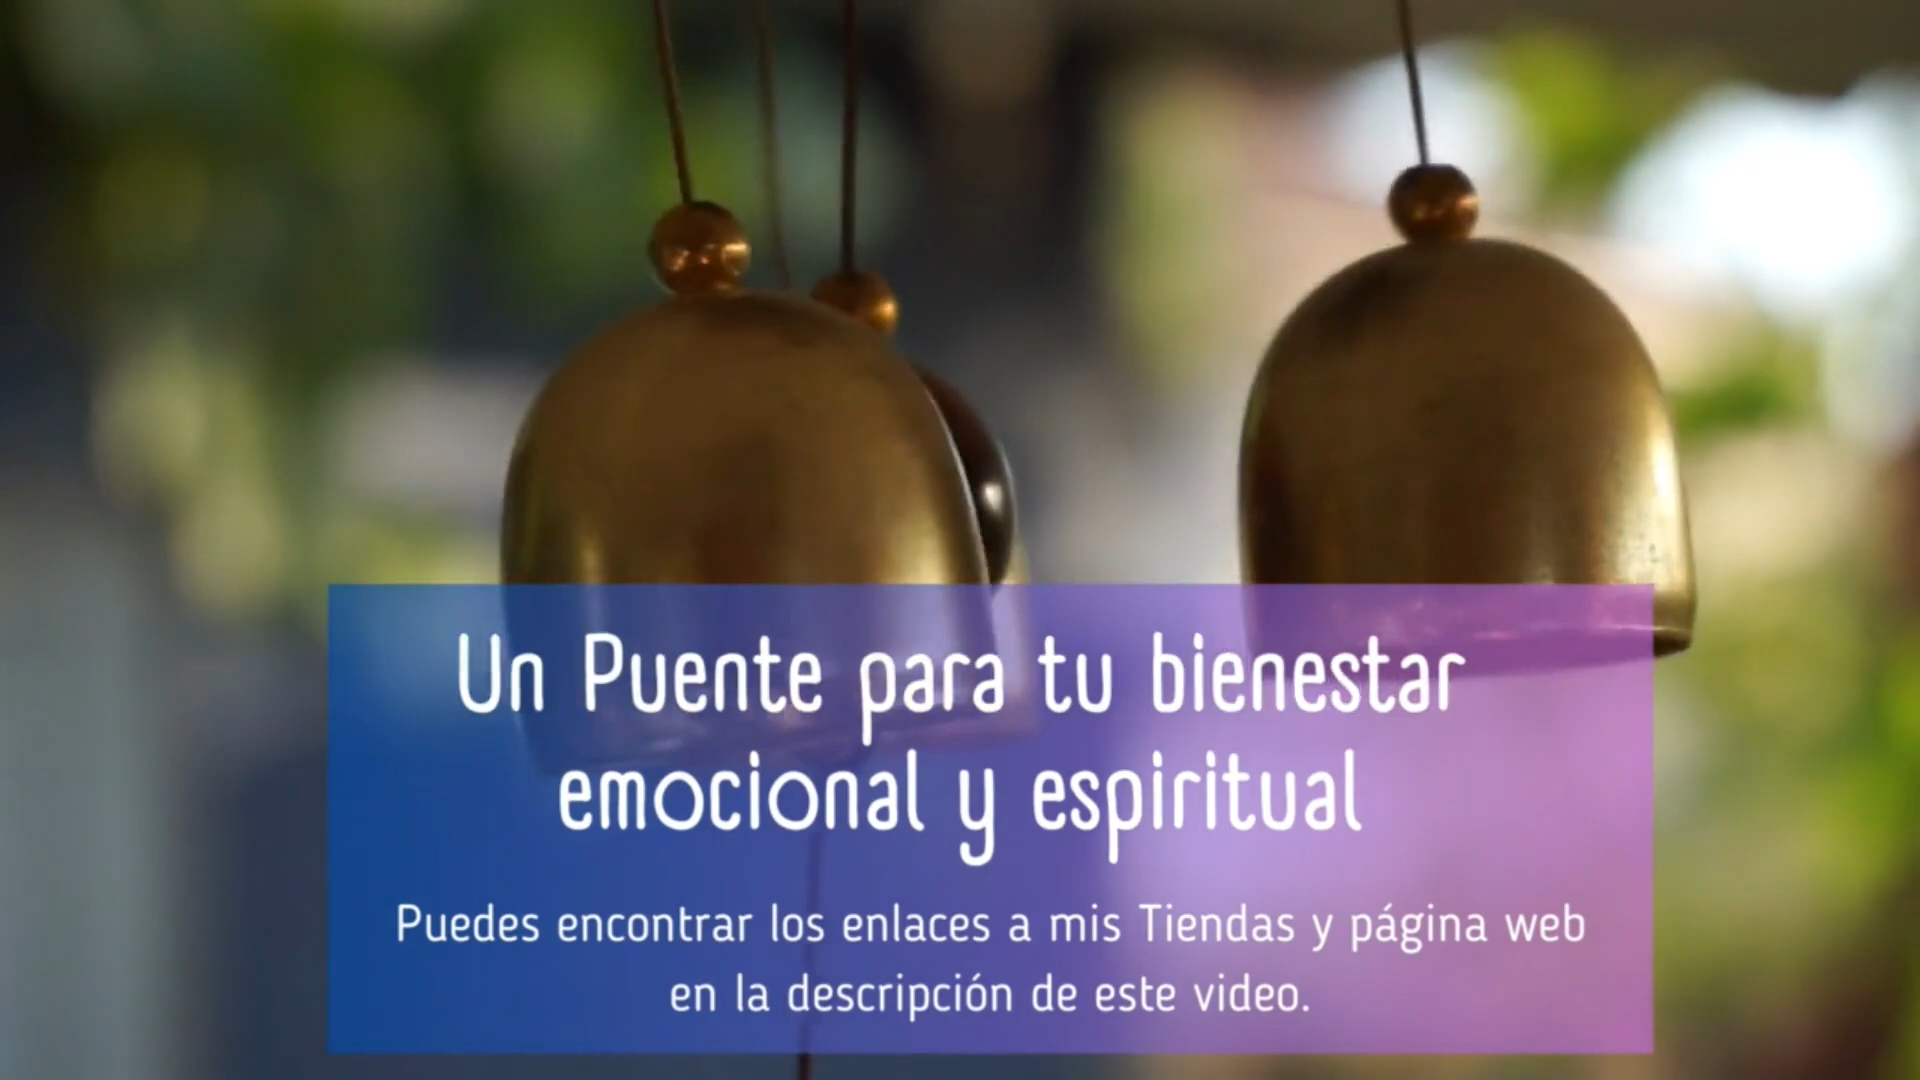 Un Puente para tu bienestar
emocional y espiritual
Puedes encontrar los enlaces a mis Tiendas y página web
en la descripción de este video.